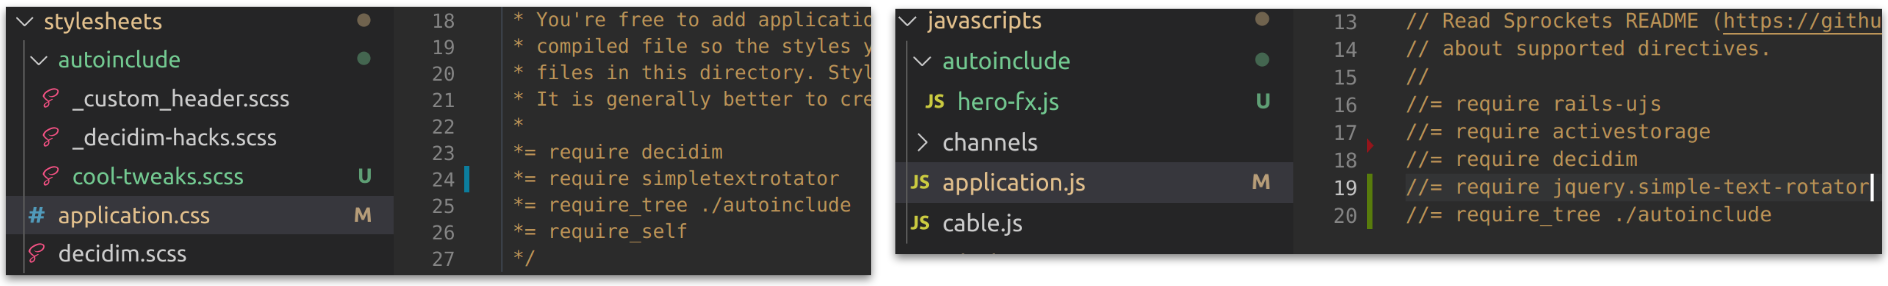 stylesheets
autoinclude
_custom_header.scss
_decidim-hacks.scss
cool-tweaks.scss U
# application.css M
decidim.scss
18 * You're free to add applicatio
19 * compiled file so the styles y
20 * files in this directory. Styl
21 * It is generally better to cre
22 *
23 *= require decidim
24 *= require simpletextrotator
25 *= require_tree ./autoinclude
26 *= require_self
27 */
javascripts
autoinclude
JS hero-fx.js U
channels
JS application.js M
JS cable.js
13 // Read Sprockets README (https://githu
14 // about supported directives.
15 //
16 //= require rails-ujs
17 //= require activestorage
18 //= require decidim
19 //= require jquery.simple-text-rotator
20 //= require_tree ./autoinclude